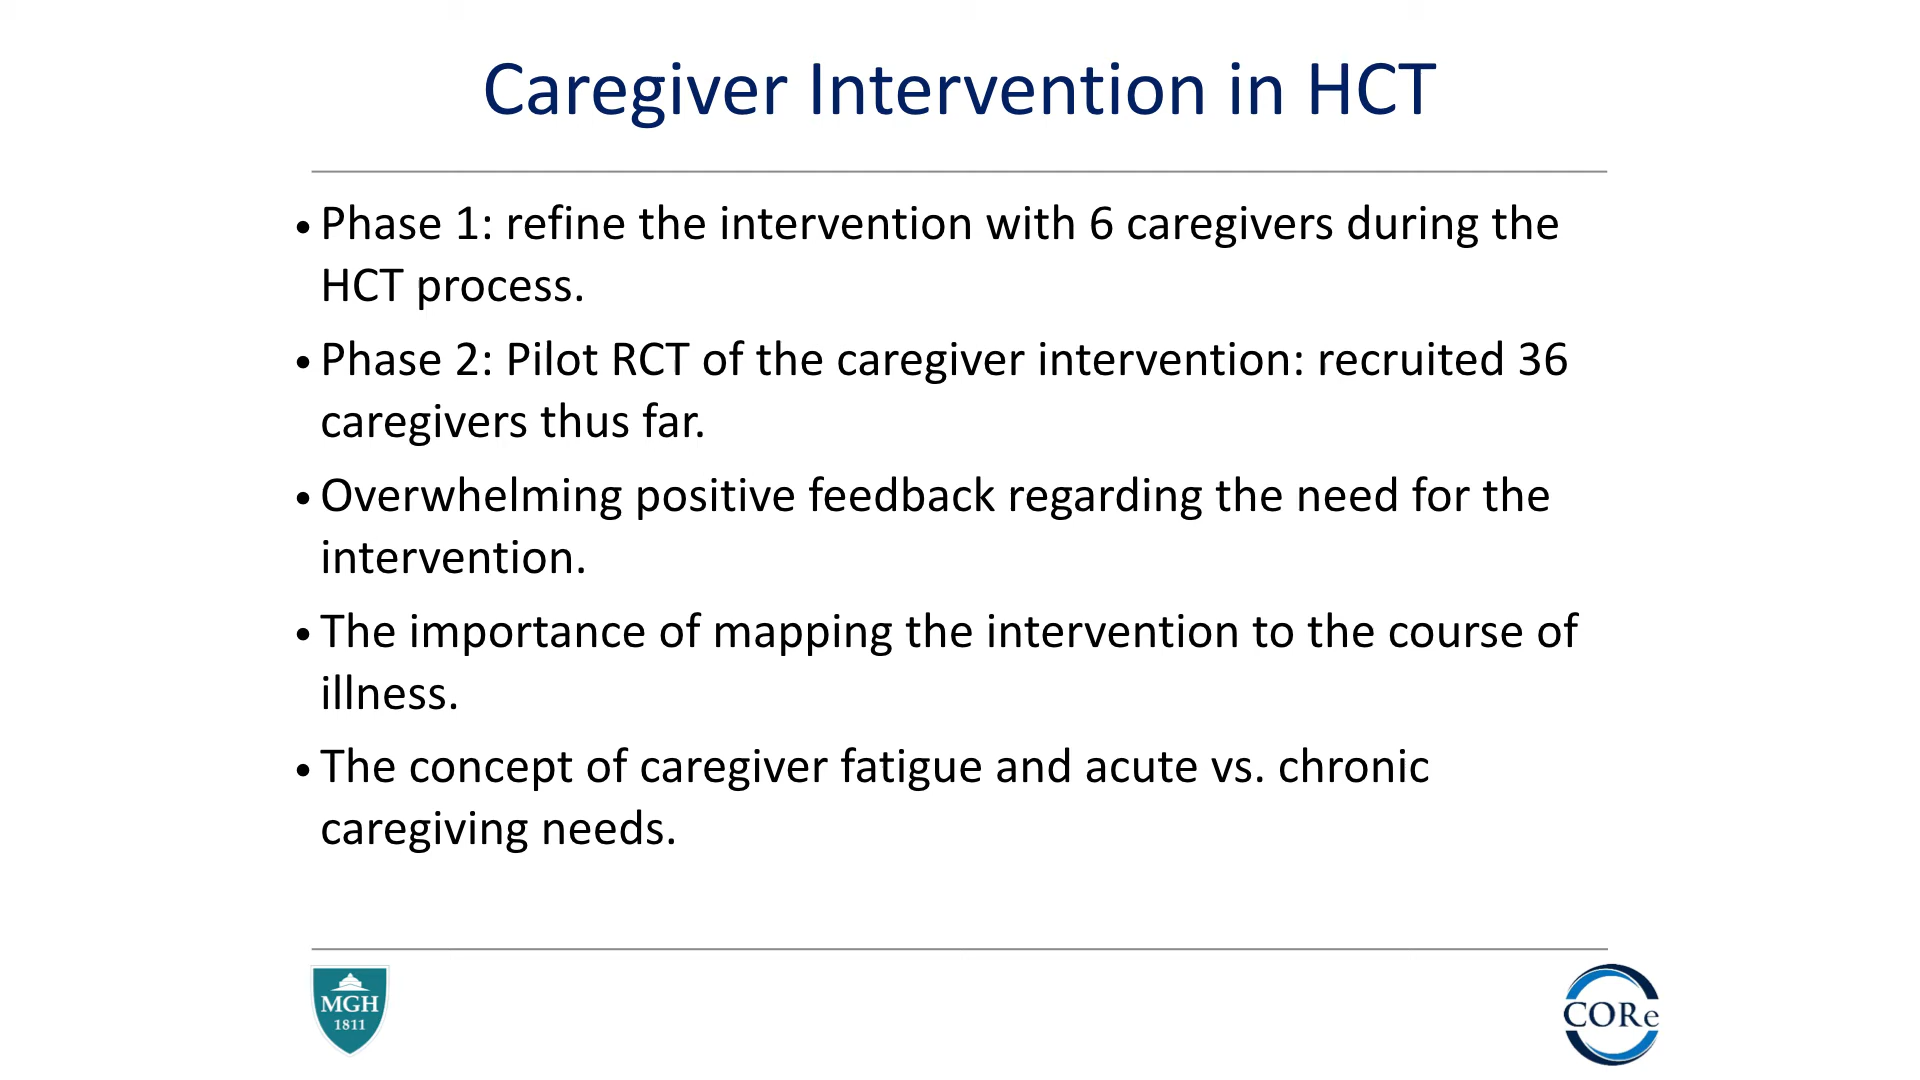 Caregiver Intervention in HCT
• Phase 1: refine the intervention with 6 caregivers during the
HCT process.
• Phase 2: Pilot RCT of the caregiver intervention: recruited 36
caregivers thus far.
• Overwhelming positive feedback regarding the need for the
intervention.
• The importance of mapping the intervention to the course of
illness.
• The concept of caregiver fatigue and acute vs. chronic
caregiving needs.
MGH
1811
CORe